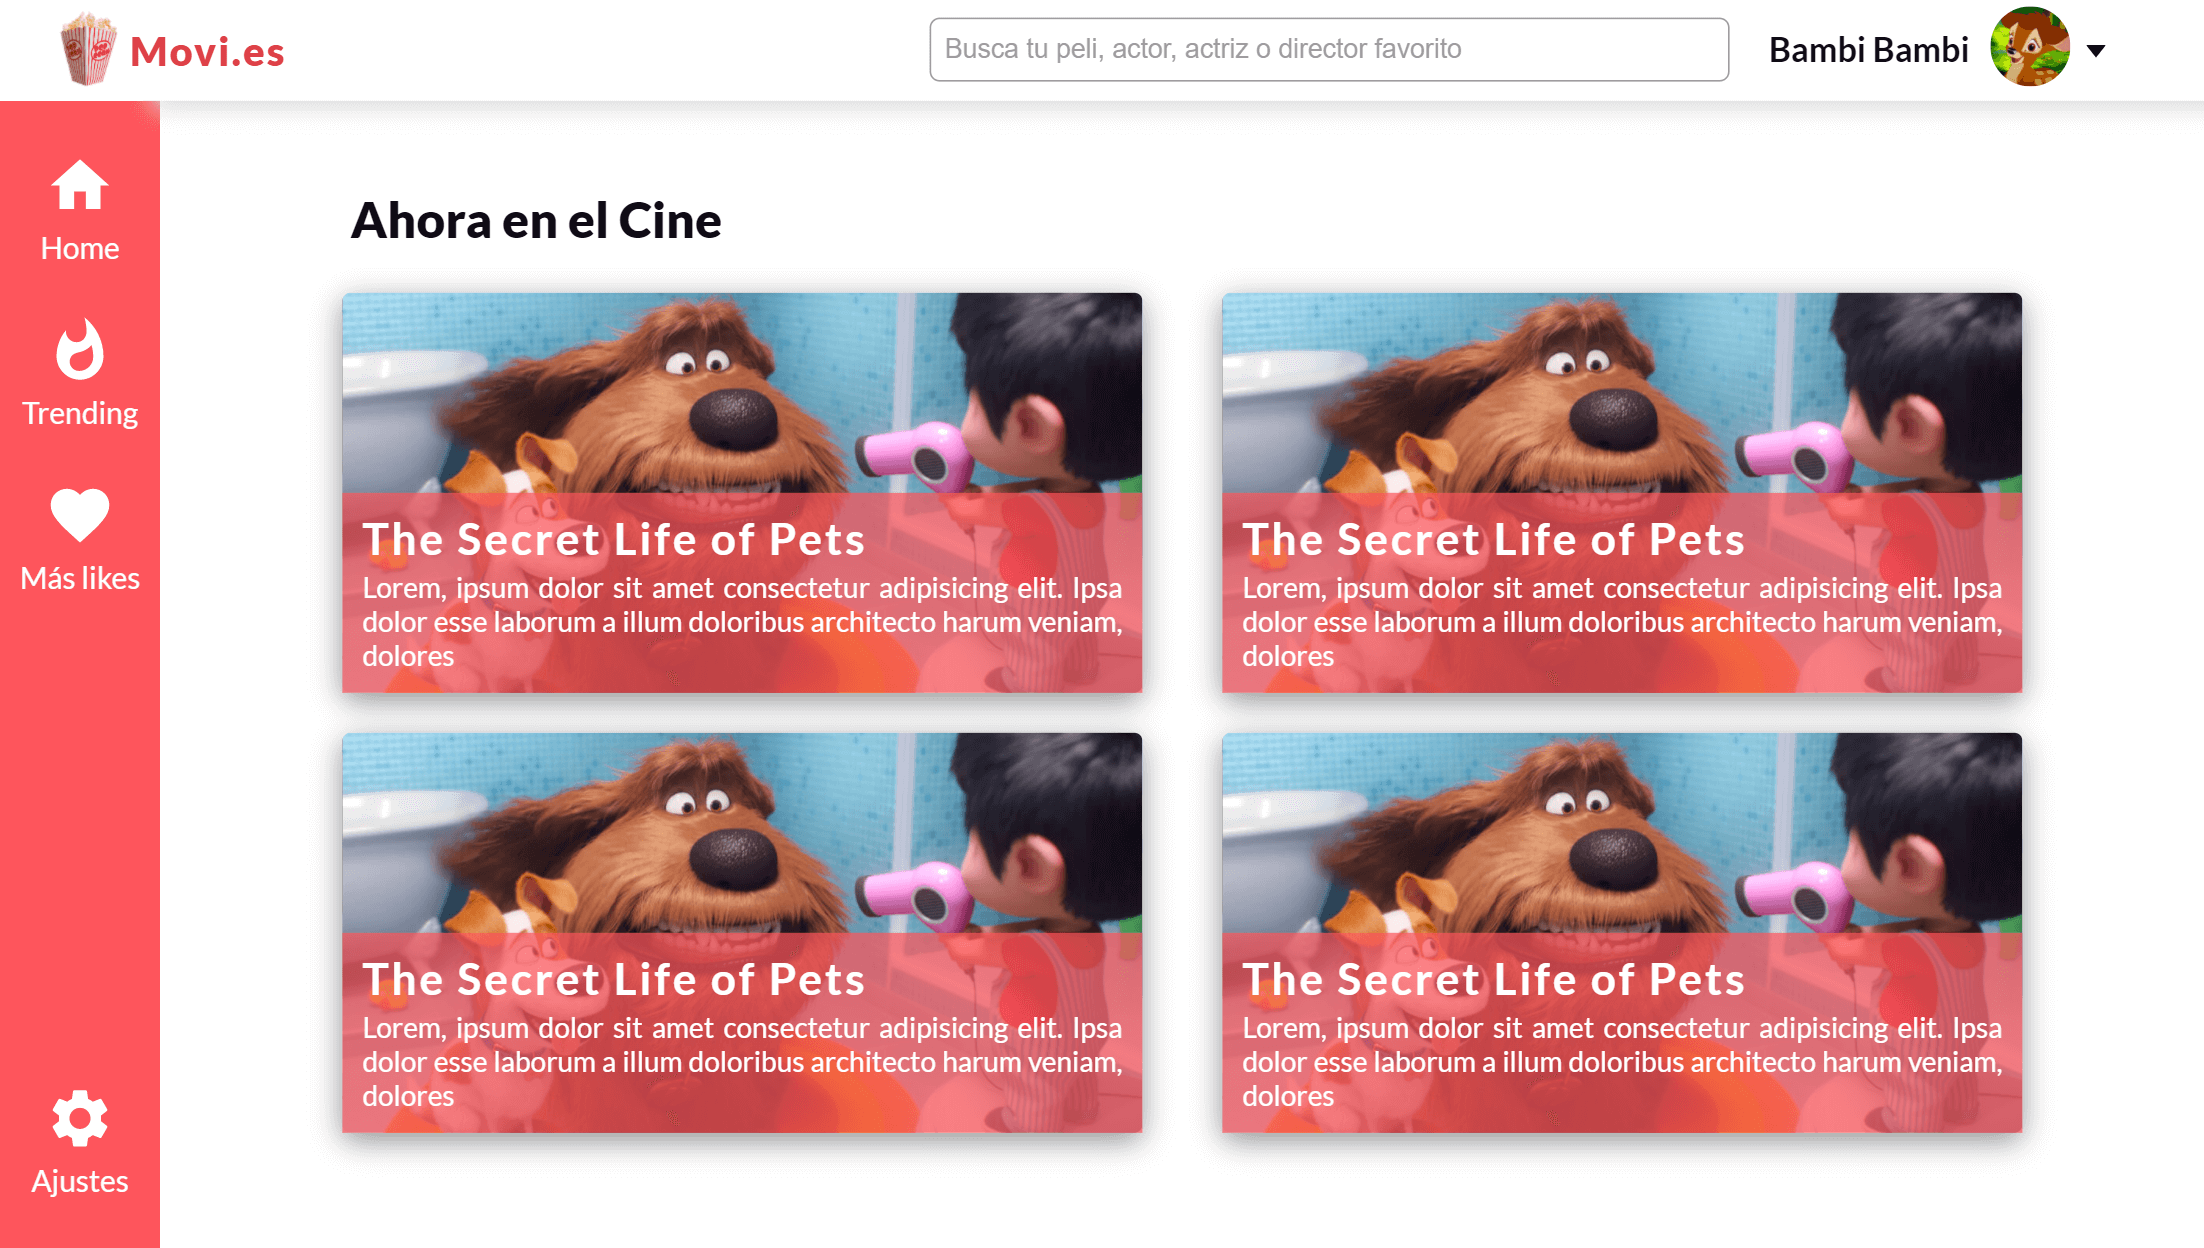 Movi.es
Busca tu peli, actor, actriz o director favorito
Bambi Bambi
Home
Trending
Más likes
Ajustes
Ahora en el Cine
The Secret Life of Pets
Lorem, ipsum dolor sit amet consectetur adipisicing elit. Ipsa
dolor esse laborum a illum doloribus architecto harum veniam,
dolores
The Secret Life of Pets
Lorem, ipsum dolor sit amet consectetur adipisicing elit. Ipsa
dolor esse laborum a illum doloribus architecto harum veniam,
dolores
The Secret Life of Pets
Lorem, ipsum dolor sit amet consectetur adipisicing elit. Ipsa
dolor esse laborum a illum doloribus architecto harum veniam,
dolores
The Secret Life of Pets
Lorem, ipsum dolor sit amet consectetur adipisicing elit. Ipsa
dolor esse laborum a illum doloribus architecto harum veniam,
dolores